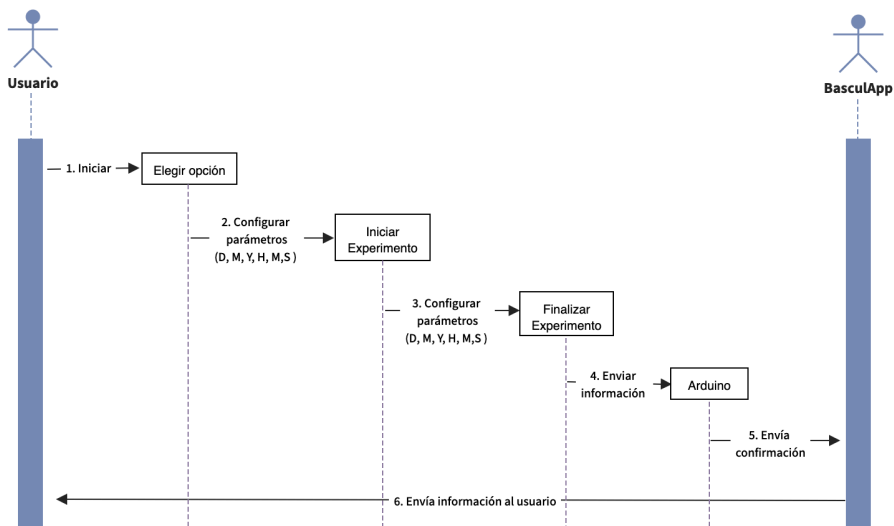 Usuario
BasculApp
1. Iniciar
Elegir opción
2. Configurar
parámetros
(D, M, Y, H, M,S )
Iniciar
Experimento
3. Configurar
parámetros
(D, M, Y, H, M,S )
Finalizar
Experimento
4. Enviar
información
Arduino
5. Envía
confirmación
6. Envía información al usuario